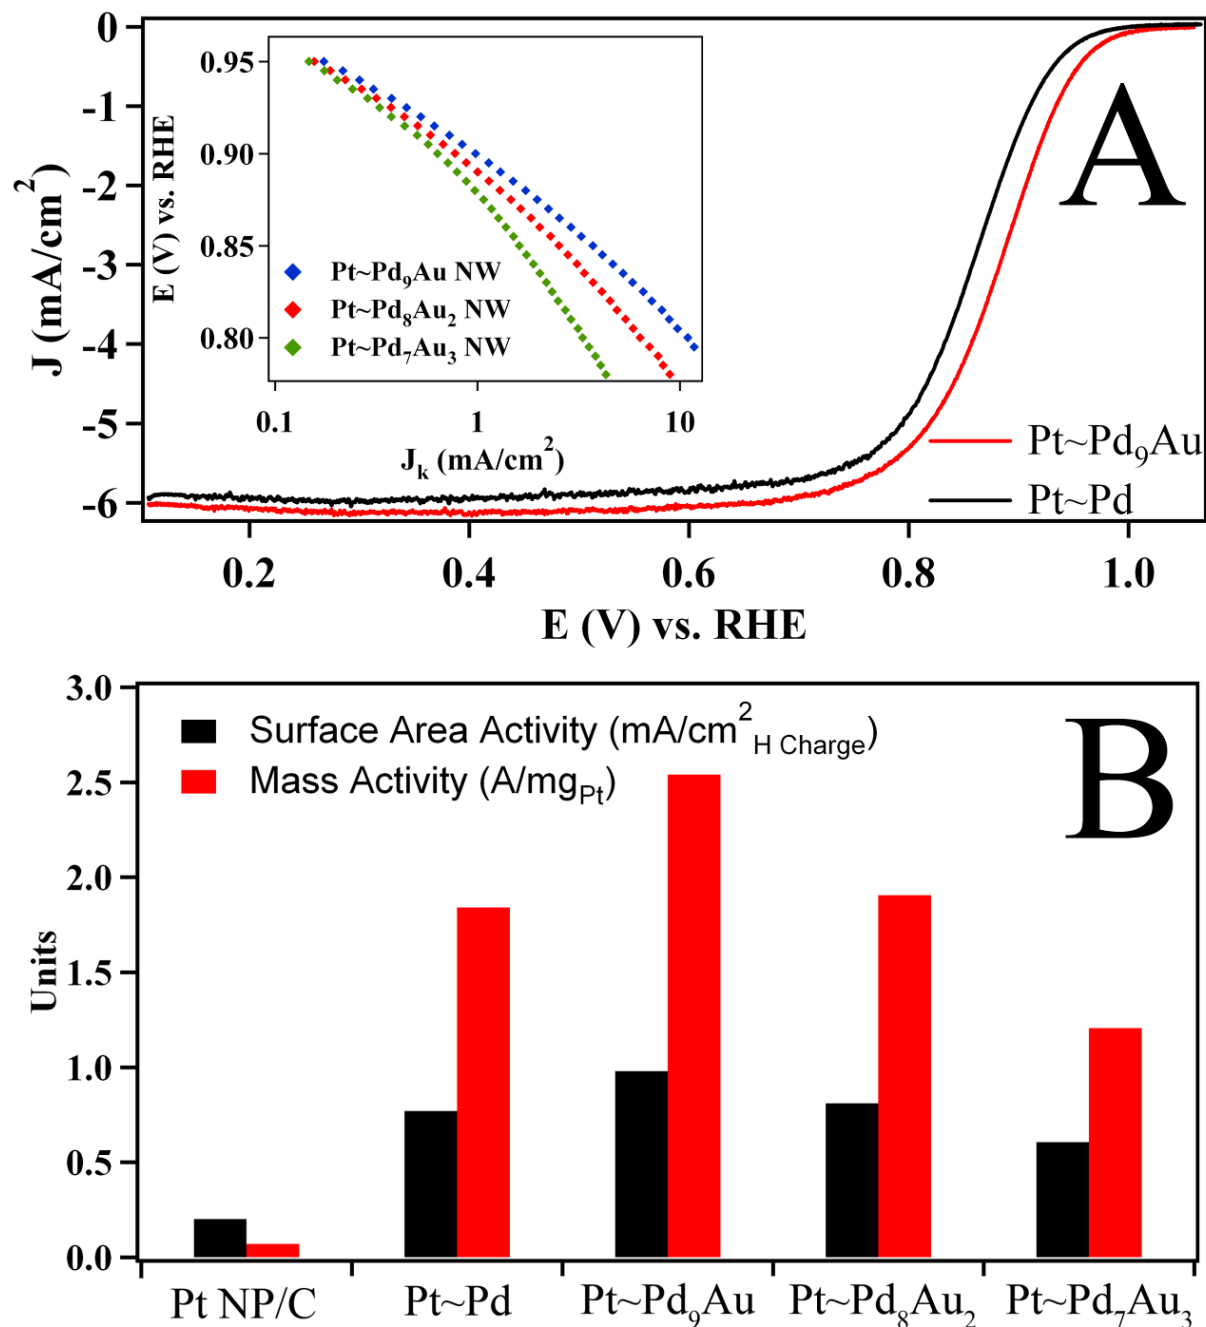 A
J (mA/cm²)
0
-1
-2
-3
-4
-5
-6
E (V) vs. RHE
0.95
0.90
0.85
0.80
Pt~Pd₉Au NW
Pt~Pd₈Au₂ NW
Pt~Pd₇Au₃ NW
0.1 1 10
Jₖ (mA/cm²)
Pt~Pd₉Au
Pt~Pd
0.2 0.4 0.6 0.8 1.0
E (V) vs. RHE
B
Units
3.0
2.5
2.0
1.5
1.0
0.5
0.0
Surface Area Activity (mA/cm²H Charge)
Mass Activity (A/mgPt)
Pt NP/C Pt~Pd Pt~Pd₉Au Pt~Pd₈Au₂ Pt~Pd₇Au₃